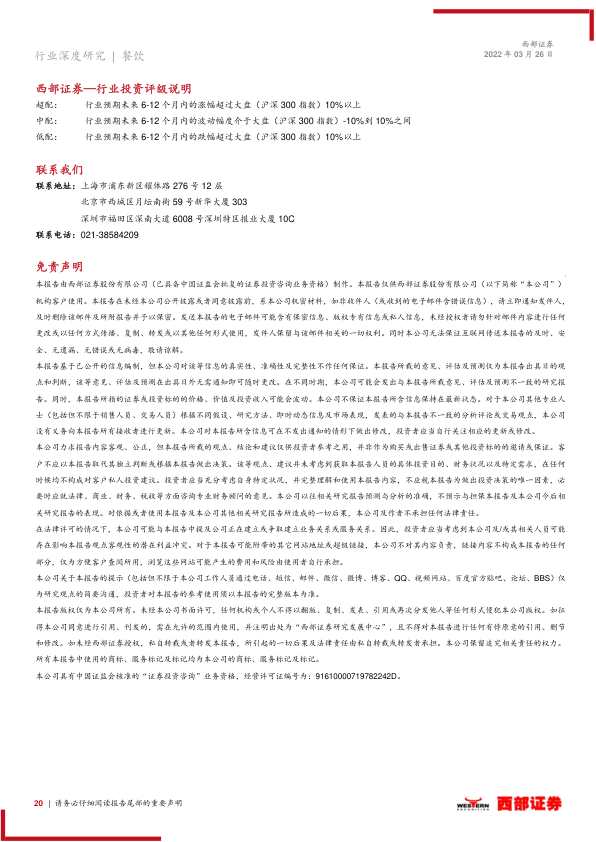 西部证券
行业深度研究 | 餐饮
2022 年 03 月 26 日
西部证券—行业投资评级说明
超配： 行业预期未来 6-12 个月内的涨幅超过大盘（沪深 300 指数）10%以上
中配： 行业预期未来 6-12 个月内的波动幅度介于大盘（沪深 300 指数）-10%到 10%之间
低配： 行业预期未来 6-12 个月内的跌幅超过大盘（沪深 300 指数）10%以上
联系我们
联系地址：上海市浦东新区耀体路 276 号 12 层
北京市西城区月坛南街 59 号新华大厦 303
深圳市福田区深南大道 6008 号深圳特区报业大厦 10C
联系电话：021-38584209
免责声明
本报告由西部证券股份有限公司（已具备中国证监会批复的证券投资咨询业务资格）制作。本报告仅供西部证券股份有限公司（以下简称“本公司”）
机构客户使用。本报告在未经本公司公开披露或者同意披露前，系本公司机密材料，如非收件人（或收到的电子邮件含错误信息），请立即通知发件人，
及时删除该邮件及所附报告并予以保密。发送本报告的电子邮件可能含有保密信息、版权专有信息或私人信息，未经授权者请勿针对邮件内容进行任何
更改或以任何方式传播、复制、转发或以其他任何形式使用，发件人保留与该邮件相关的一切权利。同时本公司无法保证互联网传送本报告的及时、安
全、无遗漏、无错误或无病毒，敬请谅解。
本报告基于已公开的信息编制，但本公司对该等信息的真实性、准确性及完整性不作任何保证。本报告所载的意见、评估及预测仅为本报告出具日的观
点和判断，该等意见、评估及预测在出具日外无需通知即可随时更改。在不同时期，本公司可能会发出与本报告所载意见、评估及预测不一致的研究报
告。同时，本报告所指的证券或投资标的的价格、价值及投资收入可能会波动。本公司不保证本报告所含信息保持在最新状态。对于本公司其他专业人
士（包括但不限于销售人员、交易人员）根据不同假设、研究方法、即时动态信息及市场表现，发表的与本报告不一致的分析评论或交易观点，本公司
没有义务向本报告所有接收者进行更新。本公司对本报告所含信息可在不发出通知的情形下做出修改，投资者应当自行关注相应的更新或修改。
本公司力求报告内容客观、公正，但本报告所载的观点、结论和建议仅供投资者参考之用，并非作为购买或出售证券或其他投资标的的邀请或保证。客
户不应以本报告取代其独立判断或根据本报告做出决策。该等观点、建议并未考虑到获取本报告人员的具体投资目的、财务状况以及特定需求，在任何
时候均不构成对客户私人投资建议。投资者应当充分考虑自身特定状况，并完整理解和使用本报告内容，不应视本报告为做出投资决策的唯一因素，必
要时应就法律、商业、财务、税收等方面咨询专业财务顾问的意见。本公司以往相关研究报告预测与分析的准确，不预示与担保本报告及本公司今后相
关研究报告的表现。对依据或者使用本报告及本公司其他相关研究报告所造成的一切后果，本公司及作者不承担任何法律责任。
在法律许可的情况下，本公司可能与本报告中提及公司正在建立或争取建立业务关系或服务关系。因此，投资者应当考虑到本公司及/或其相关人员可能
存在影响本报告观点客观性的潜在利益冲突。对于本报告可能附带的其它网站地址或超级链接，本公司不对其内容负责，链接内容不构成本报告的任何
部分，仅为方便客户查阅所用，浏览这些网站可能产生的费用和风险由使用者自行承担。
本公司关于本报告的提示（包括但不限于本公司工作人员通过电话、短信、邮件、微信、微博、博客、QQ、视频网站、百度官方贴吧、论坛、BBS）仅
为研究观点的简要沟通，投资者对本报告的参考使用须以本报告的完整版本为准。
本报告版权仅为本公司所有。未经本公司书面许可，任何机构或个人不得以翻版、复制、发表、引用或再次分发他人等任何形式侵犯本公司版权。如征
得本公司同意进行引用、刊发的，需在允许的范围内使用，并注明出处为“西部证券研究发展中心”，且不得对本报告进行任何有悖原意的引用、删节
和修改。如未经西部证券授权，私自转载或者转发本报告，所引起的一切后果及法律责任由私自转载或转发者承担。本公司保留追究相关责任的权力。
所有本报告中使用的商标、服务标记及标记均为本公司的商标、服务标记及标记。
本公司具有中国证监会核准的“证券投资咨询”业务资格，经营许可证编号为：91610000719782242D。
20 | 请务必仔细阅读报告尾部的重要声明
WESTERN
SECURITIES
西部证券